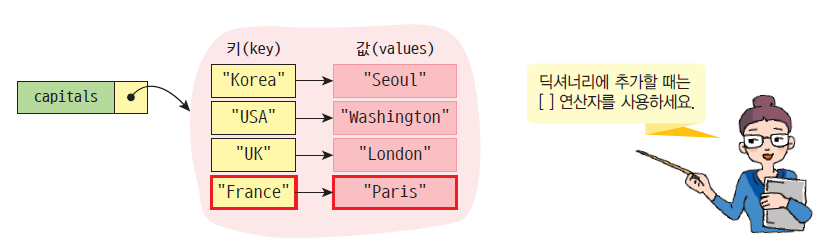 키(key) 값(values)
capitals
"Korea" "Seoul"
"USA" "Washington"
"UK" "London"
"France" "Paris"
딕셔너리에 추가할 때는
[ ] 연산자를 사용하세요.